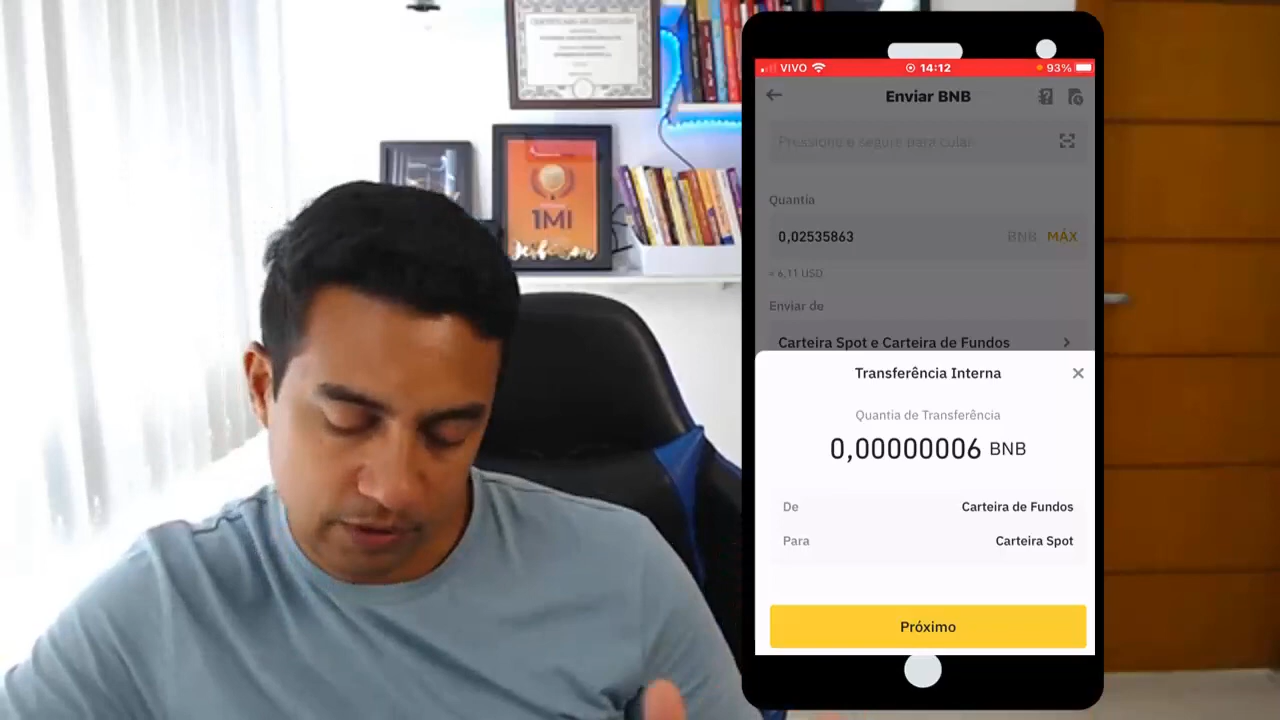 1MI
VIVO
14:12
93%
Enviar BNB
Pressione e segure para colar
Quantia
0,02535863
BNB MÁX
≈ 6,11 USD
Enviar de
Carteira Spot e Carteira de Fundos
Transferência Interna
Quantia de Transferência
0,00000006 BNB
De
Carteira de Fundos
Para
Carteira Spot
Próximo